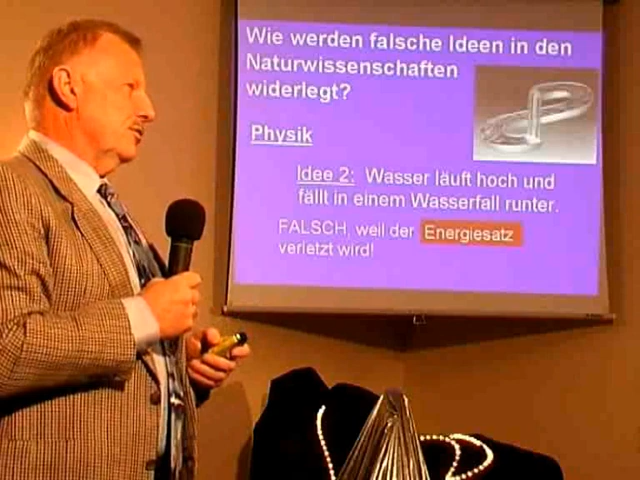 Wie werden falsche Ideen in den
Naturwissenschaften
widerlegt?
Physik
Idee 2: Wasser läuft hoch und
fällt in einem Wasserfall runter.
FALSCH, weil der Energiesatz
verletzt wird!